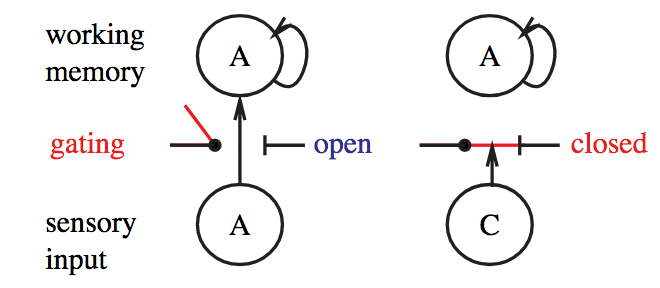 working
memory
A
A
gating
open
closed
sensory
input
A
C